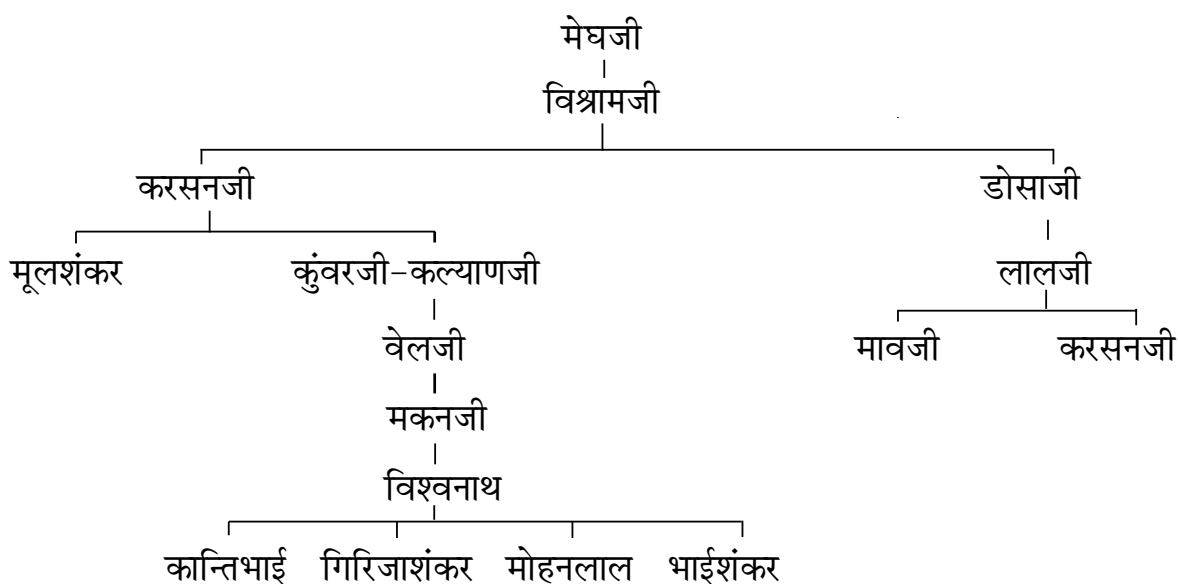 मेघजी
विश्रामजी
करसनजी डोसाजी
मूलशंकर कुंवरजी-कल्याणजी लालजी
वेलजी मावजी करसनजी
मकनजी
विश्वनाथ
कान्तिभाई गिरिजाशंकर मोहनलाल भाईशंकर